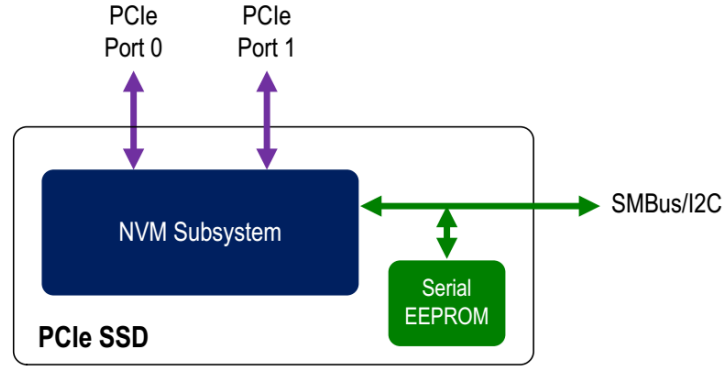 PCIe
Port 0
PCIe
Port 1
NVM Subsystem
SMBus/I2C
Serial
EEPROM
PCIe SSD